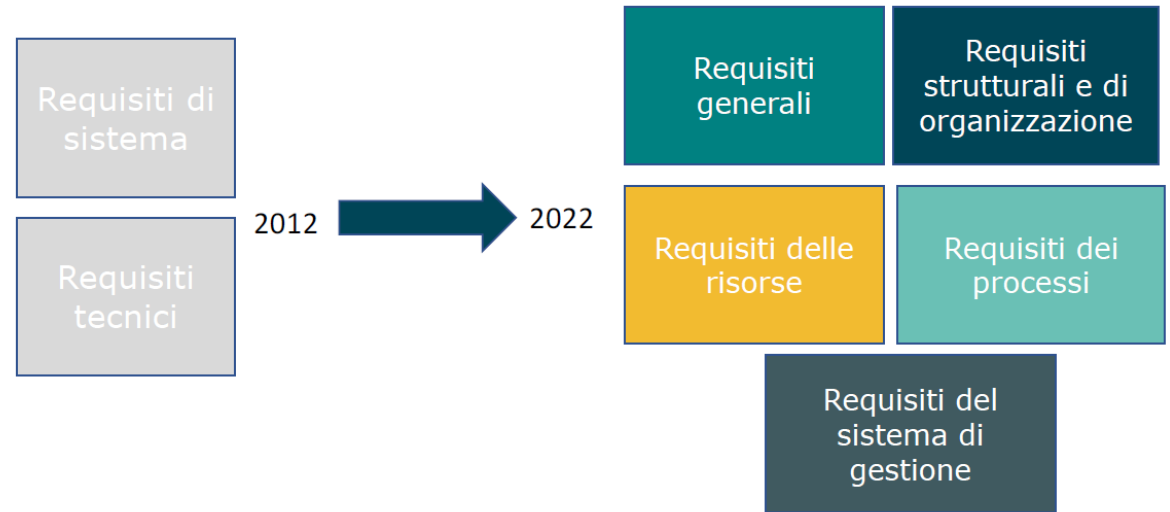 Requisiti di
sistema
Requisiti
tecnici
2012
2022
Requisiti
generali
Requisiti
strutturali e di
organizzazione
Requisiti delle
risorse
Requisiti dei
processi
Requisiti del
sistema di
gestione